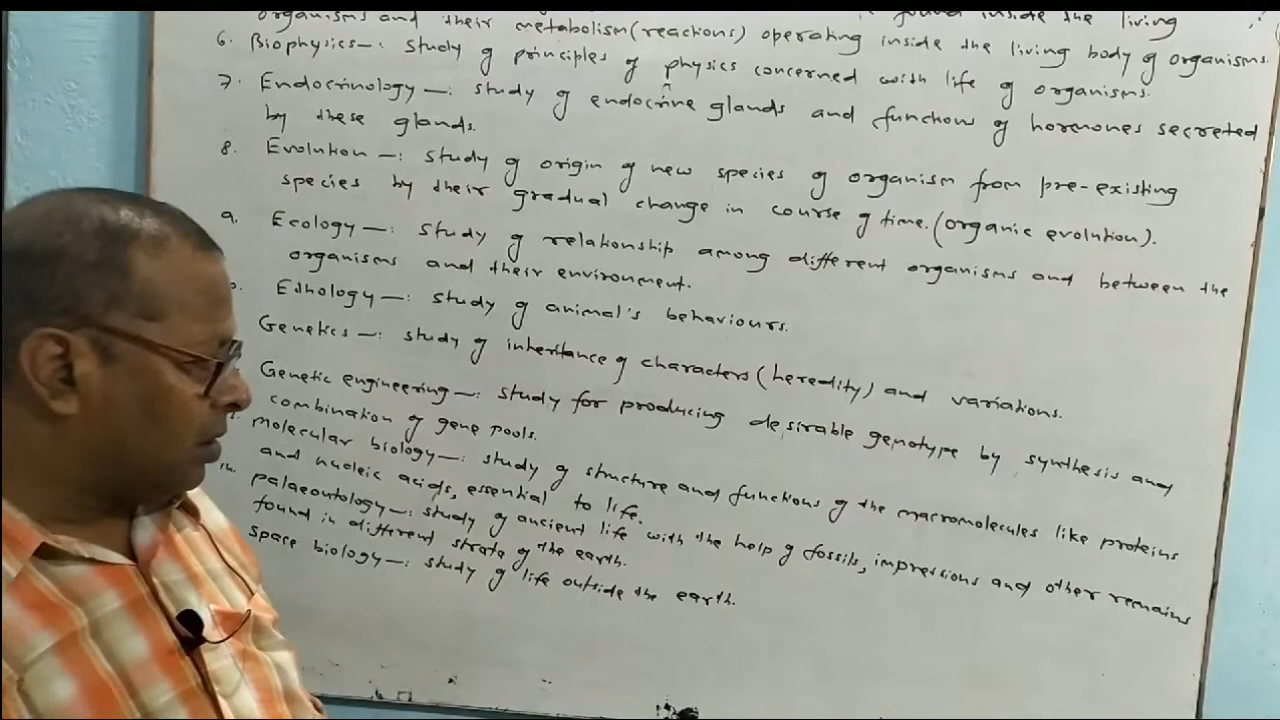 organisms and their metabolism (reactions) operating inside the living body of organisms.
6. Biophysics —: study of principles of physics concerned with life of organisms.
7. Endocrinology —: study of endocrine glands and functions of hormones secreted
by these glands.
8. Evolution —: study of origin of new species of organism from pre-existing
species by their gradual change in course of time. (organic evolution).
9. Ecology —: study of relationship among different organisms and between the
organisms and their environment.
Ethology —: study of animal's behaviours.
Genetics —: study of inheritance of characters (heredity) and variations.
Genetic engineering —: study for producing desirable genotype by synthesis and
combination of gene pools.
Molecular biology —: study of structure and functions of the macromolecules like proteins
and nucleic acids, essential to life.
palaeontology —: study of ancient life with the help of fossils, impressions and other remains
found in different strata of the earth.
space biology —: study of life outside the earth.